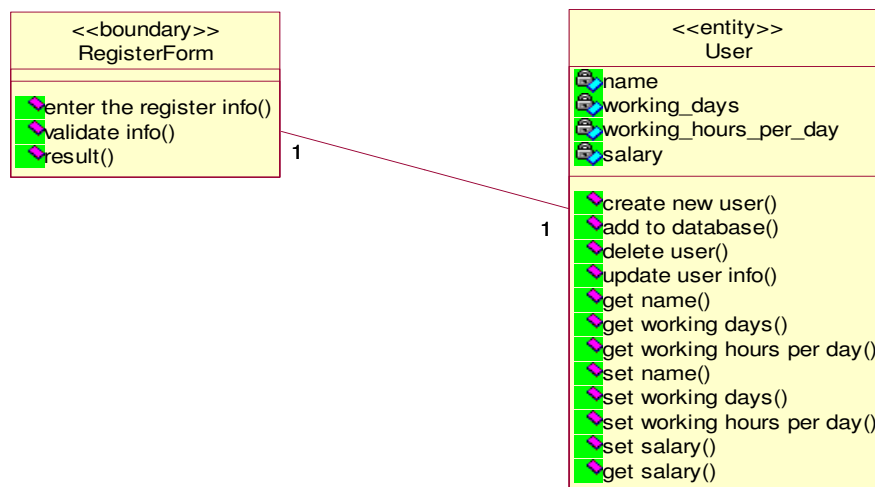 <<boundary>>
RegisterForm
enter the register info()
validate info()
result()
1
1
<<entity>>
User
name
working_days
working_hours_per_day
salary
create new user()
add to database()
delete user()
update user info()
get name()
get working days()
get working hours per day()
set name()
set working days()
set working hours per day()
set salary()
get salary()